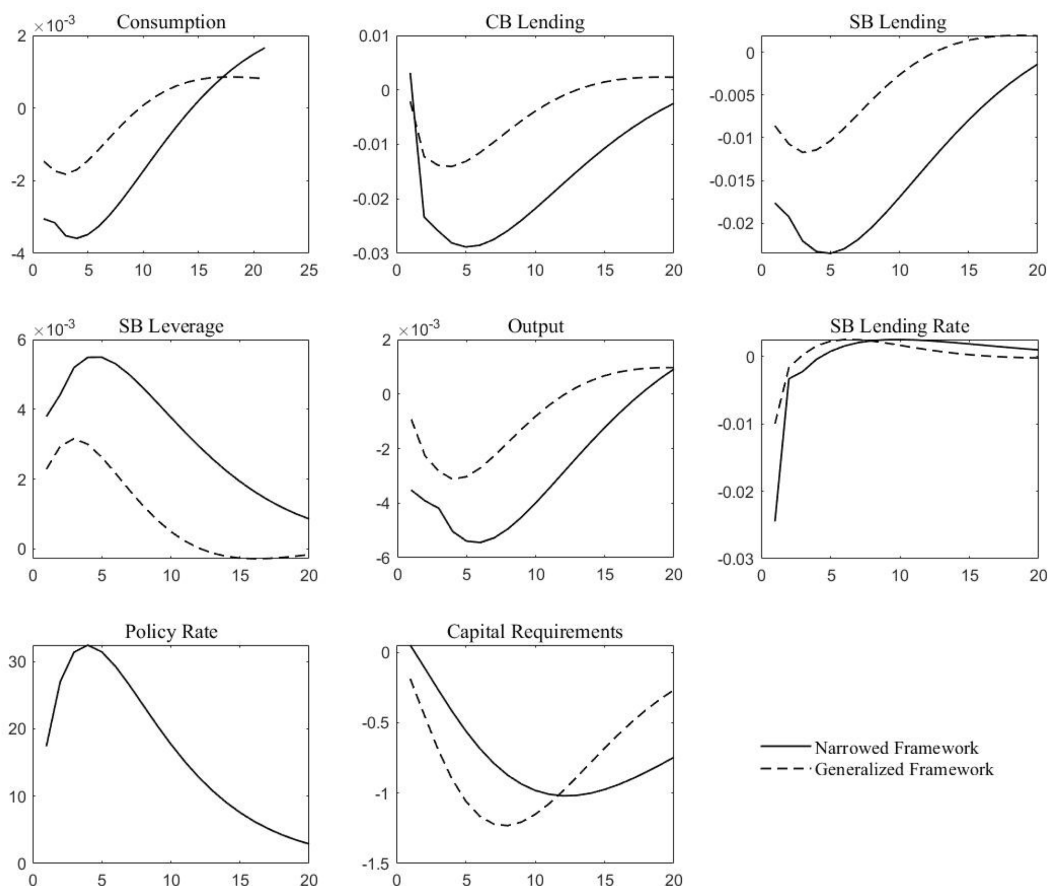 Consumption
×10-3
2
0
-2
-4
0 5 10 15 20 25
CB Lending
0.01
0
-0.01
-0.02
-0.03
0 5 10 15 20
SB Lending
0
-0.005
-0.01
-0.015
-0.02
0 5 10 15 20
SB Leverage
×10-3
6
4
2
0
0 5 10 15 20
Output
×10-3
2
0
-2
-4
-6
0 5 10 15 20
SB Lending Rate
0
-0.01
-0.02
-0.03
0 5 10 15 20
Policy Rate
30
20
10
0
0 5 10 15 20
Capital Requirements
0
-0.5
-1
-1.5
0 5 10 15 20
Narrowed Framework
Generalized Framework